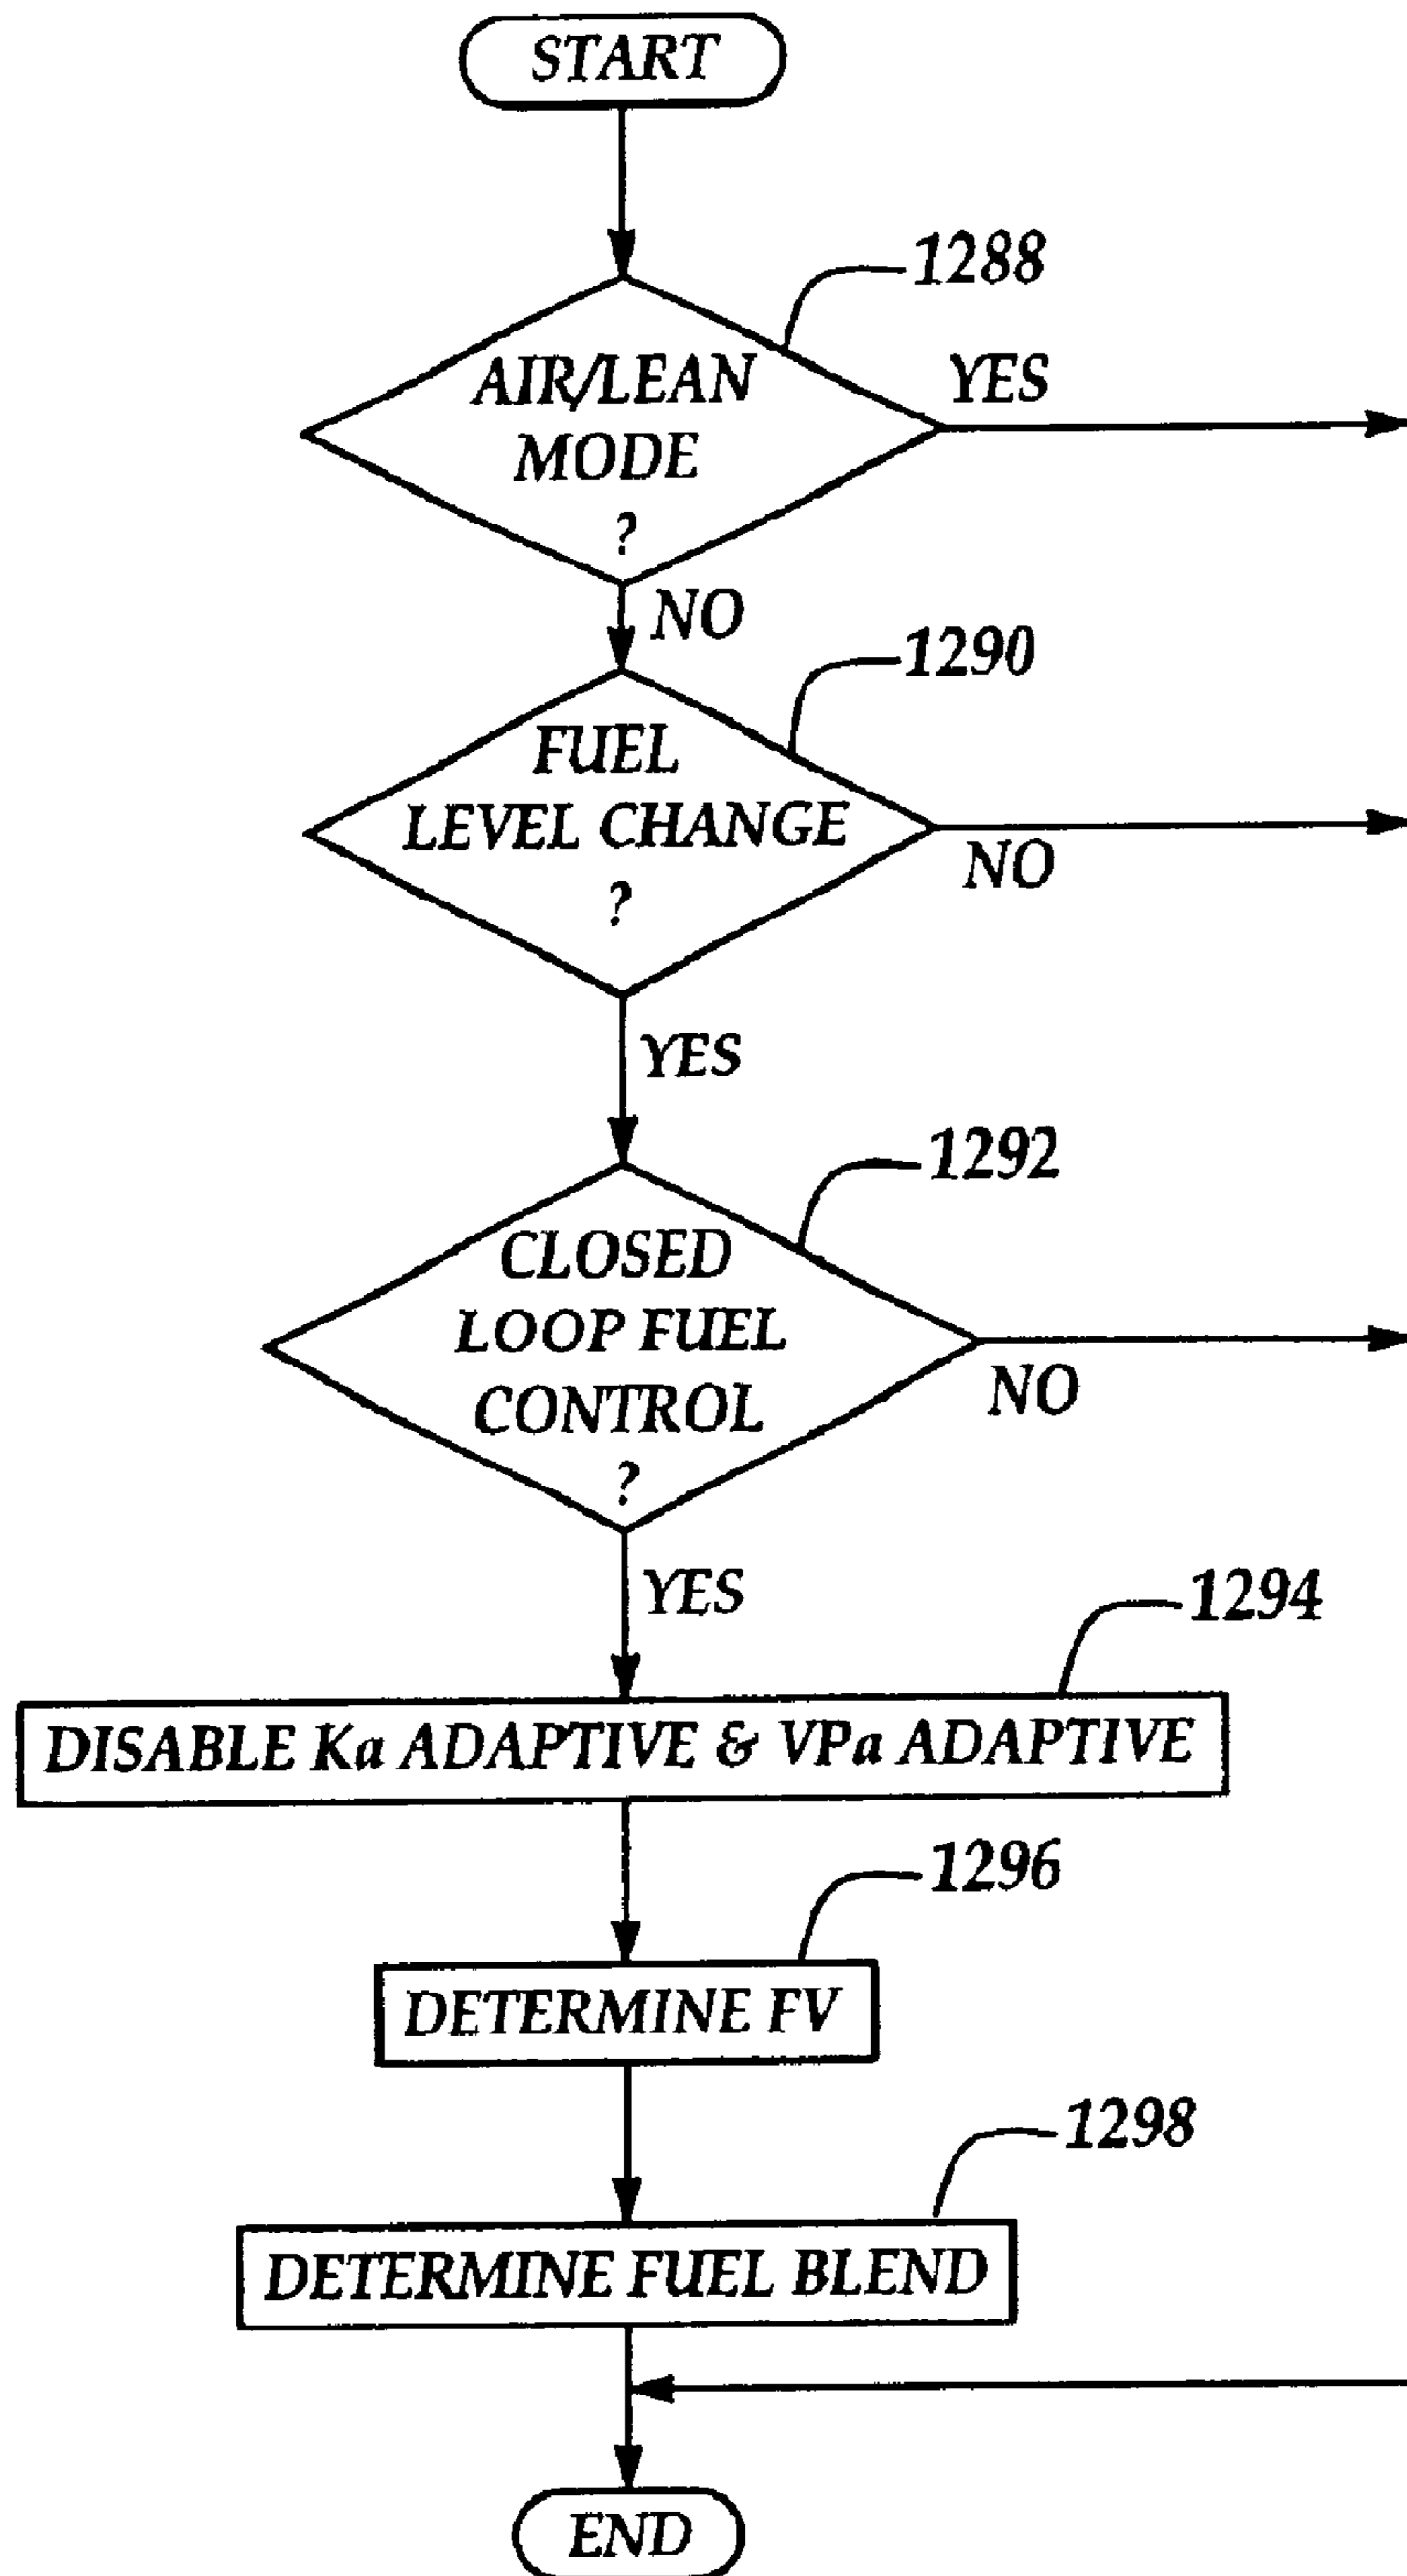 START
1288
AIR/LEAN
MODE
?
YES
NO
1290
FUEL
LEVEL CHANGE
?
NO
YES
1292
CLOSED
LOOP FUEL
CONTROL
?
NO
YES
1294
DISABLE Ka ADAPTIVE & VPa ADAPTIVE
1296
DETERMINE FV
1298
DETERMINE FUEL BLEND
END